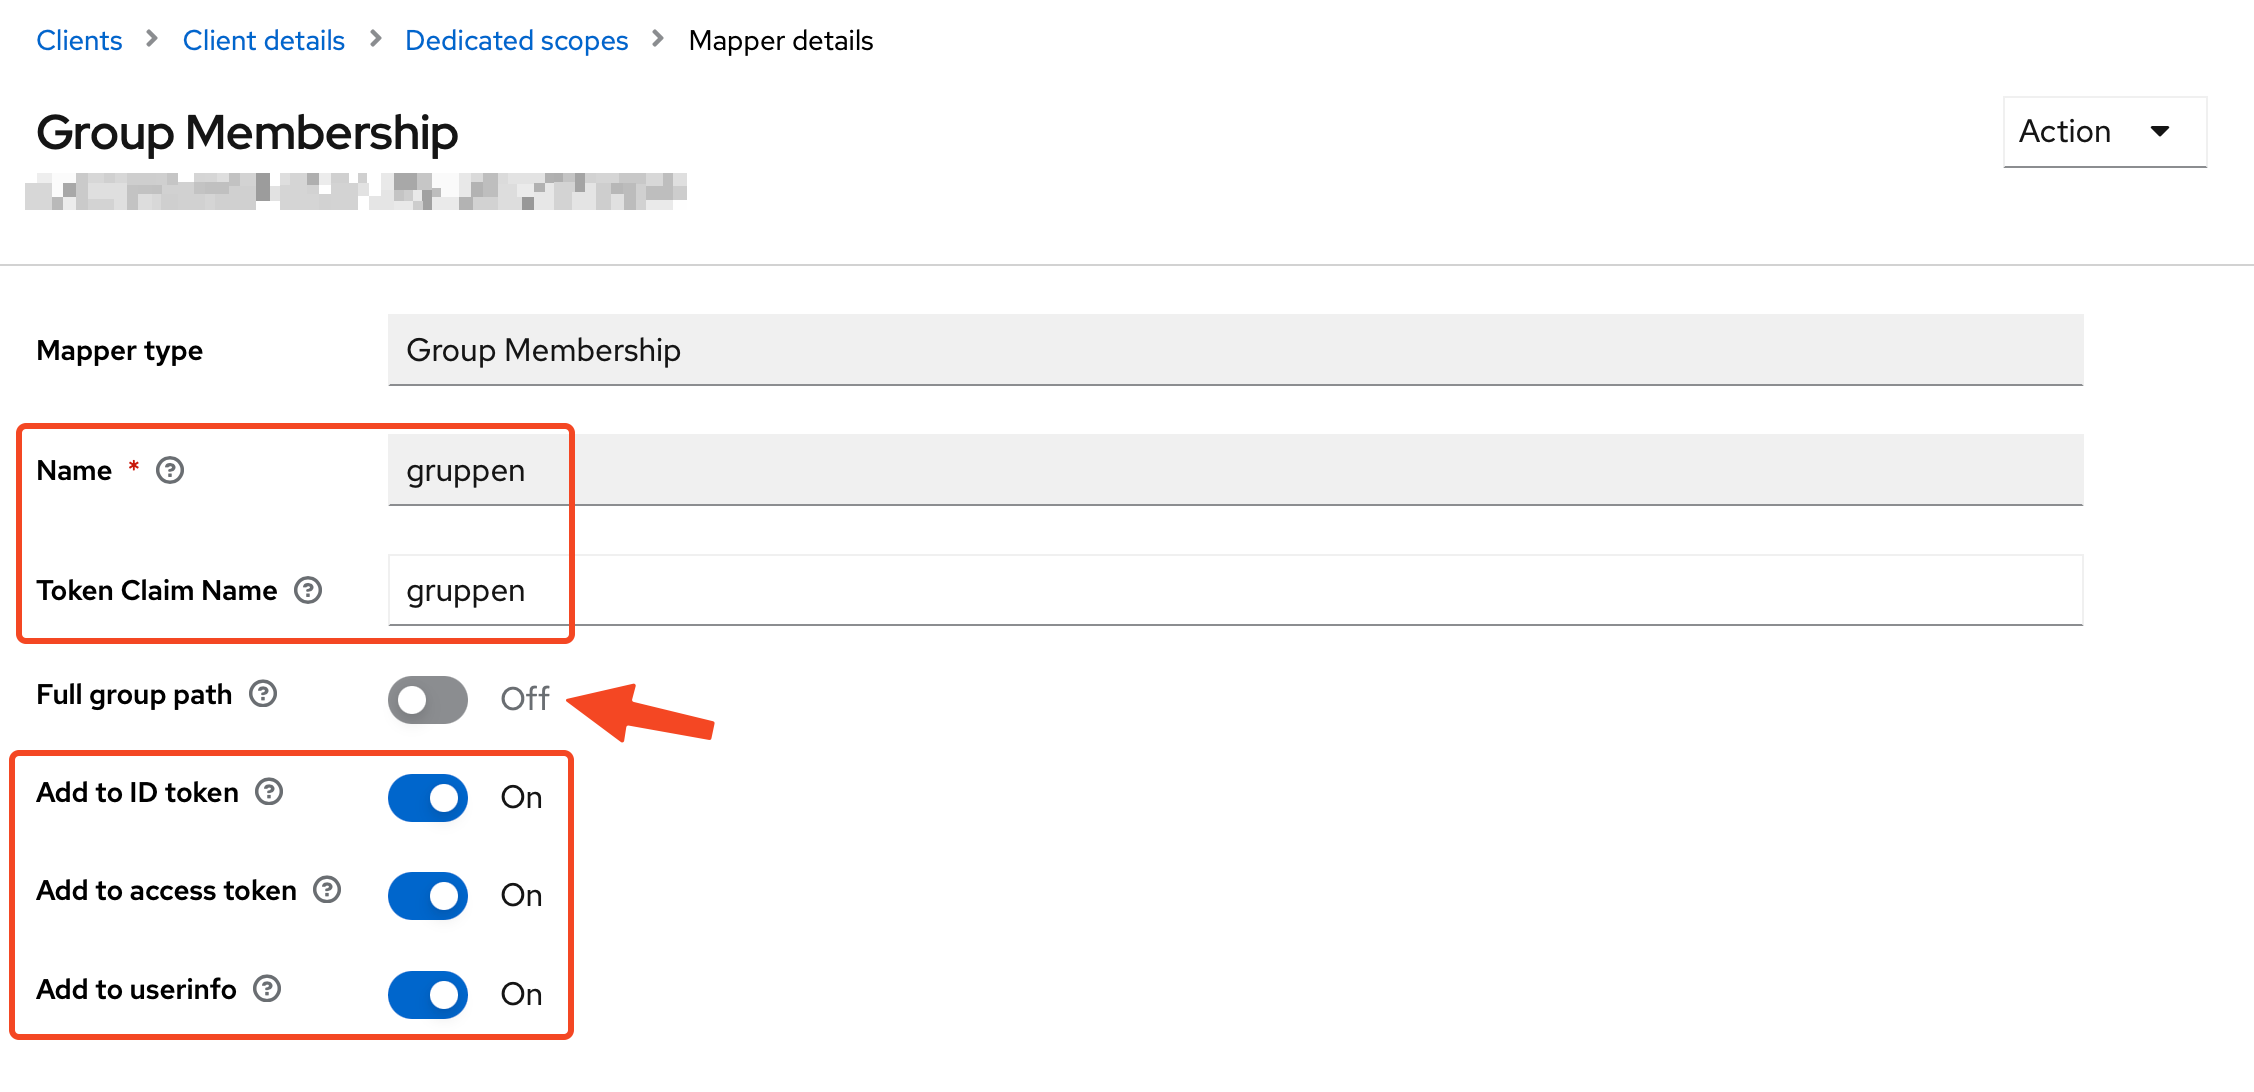 Clients > Client details > Dedicated scopes > Mapper details
Group Membership
Action
Mapper type Group Membership
Name * ? gruppen
Token Claim Name ? gruppen
Full group path ? Off
Add to ID token ? On
Add to access token ? On
Add to userinfo ? On